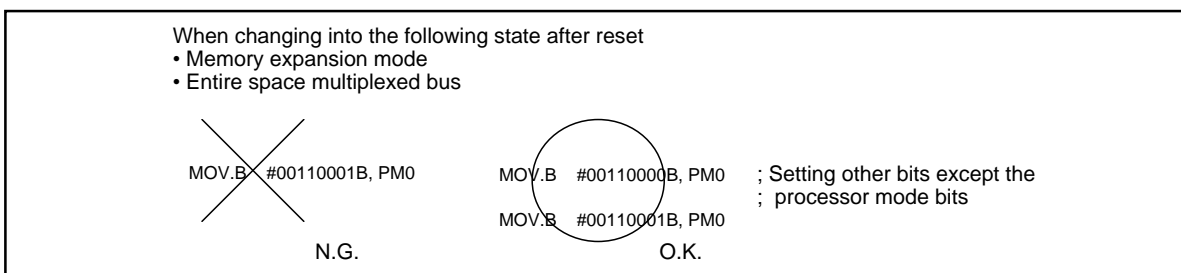 When changing into the following state after reset
• Memory expansion mode
• Entire space multiplexed bus
MOV.B #00110001B, PM0
N.G.
MOV.B #00110000B, PM0 ; Setting other bits except the
; processor mode bits
MOV.B #00110001B, PM0
O.K.